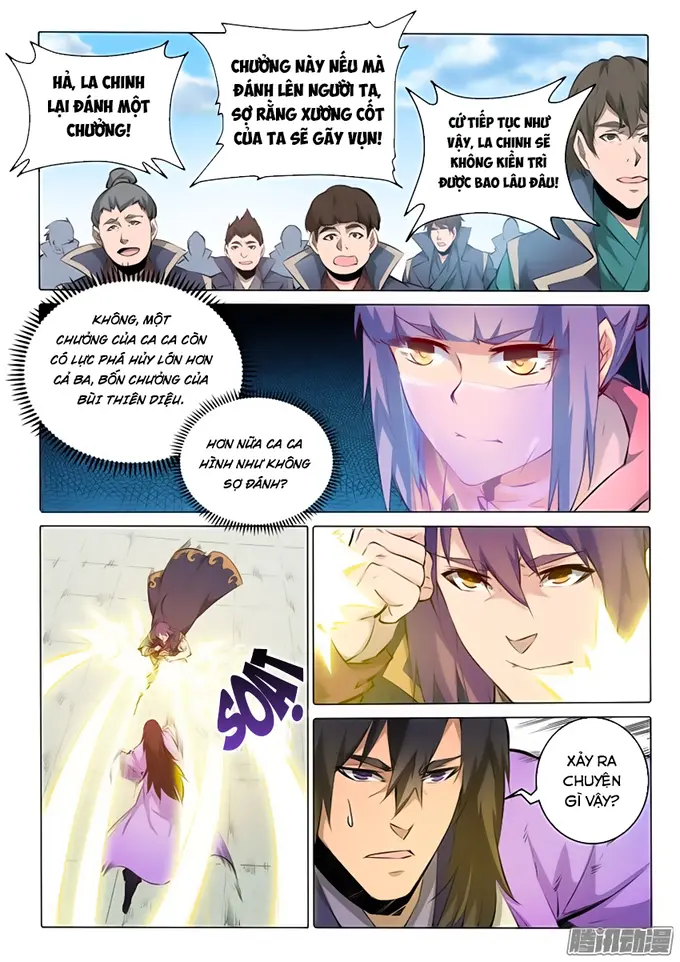 HẢ, LA CHINH
LẠI ĐÁNH MỘT
CHƯỞNG!
CHƯỞNG NÀY NẾU MÀ
ĐÁNH LÊN NGƯỜI TA,
SỢ RẰNG XƯƠNG CỐT
CỦA TA SẼ GÃY VỤN!
CỨ TIẾP TỤC NHƯ
VẬY, LA CHINH SẼ
KHÔNG KIỀN TRÌ
ĐƯỢC BAO LÂU ĐÂU!
KHÔNG, MỘT
CHƯỞNG CỦA CA CA CÒN
CÓ LỰC PHÁ HỦY LỚN HƠN
CẢ BA, BỐN CHƯỞNG CỦA
BÙI THIÊN DIỆU.
HƠN NỮA CA CA
HÌNH NHƯ KHÔNG
SỢ ĐÁNH?
SOẠT
XẢY RA
CHUYỆN
GÌ VẬY?
腾讯动漫